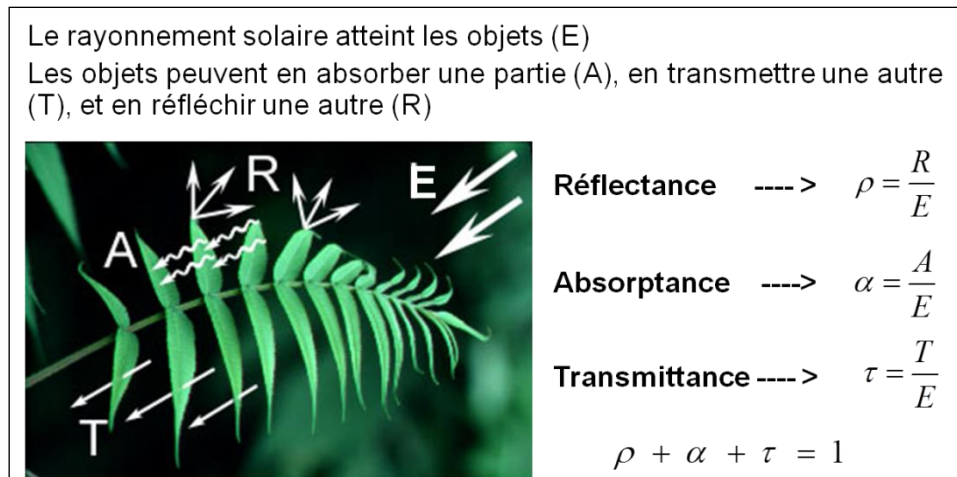 Le rayonnement solaire atteint les objets (E)
Les objets peuvent en absorber une partie (A), en transmettre une autre
(T), et en réfléchir une autre (R)
R
E
A
T
Réflectance ----> ρ = R/E
Absorptance ----> α = A/E
Transmittance ----> τ = T/E
ρ + α + τ = 1